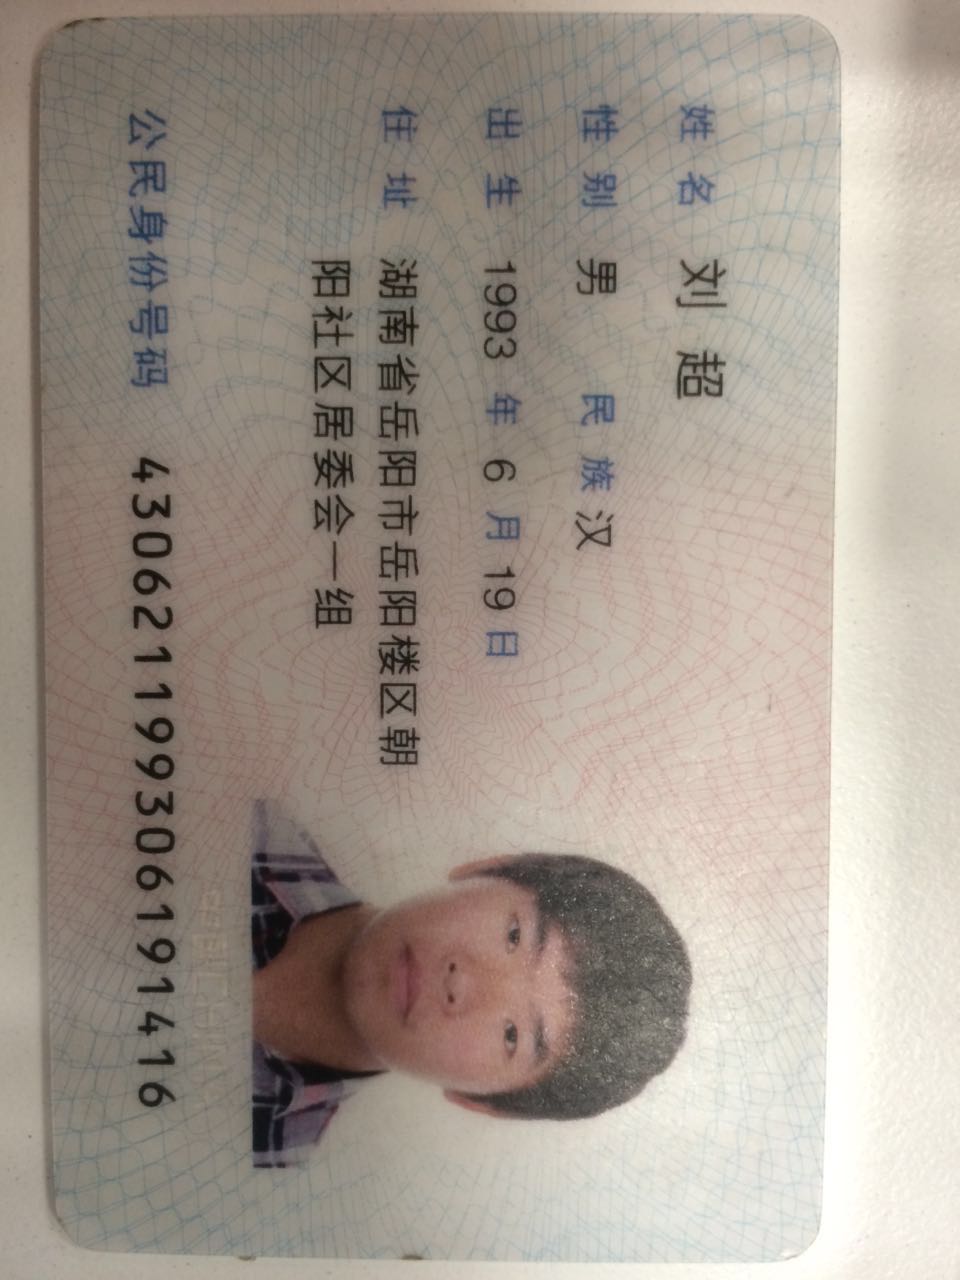 姓名 刘超
性别 男 民族 汉
出生 1993 年 6 月 19 日
住址 湖南省岳阳市岳阳楼区朝
阳社区居委会一组
公民身份号码 430621199306191416